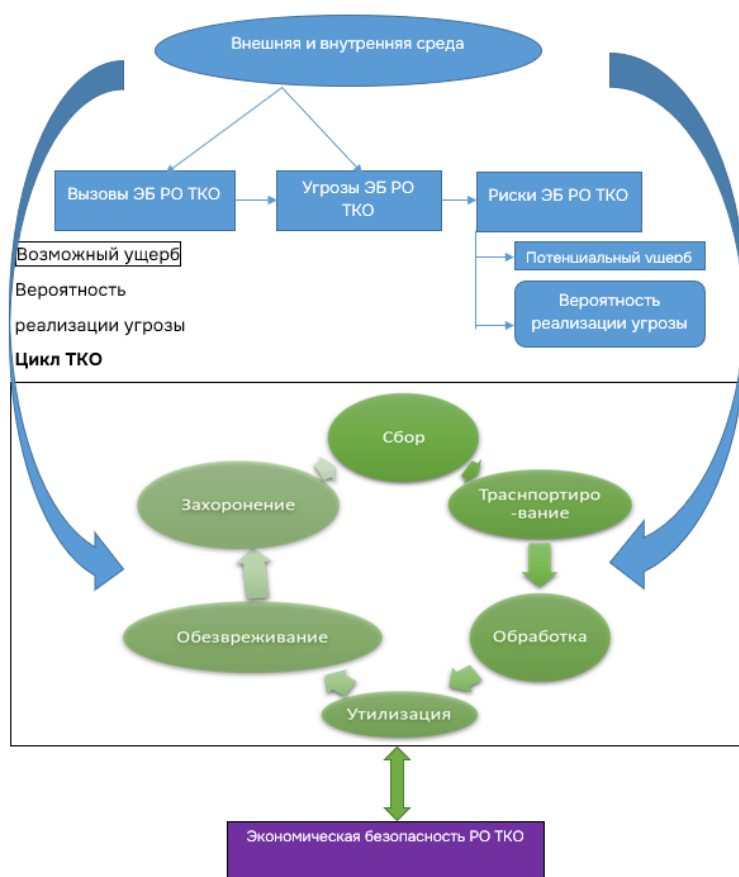 Внешняя и внутренняя среда
Вызовы ЭБ РО ТКО
Угрозы ЭБ РО
ТКО
Риски ЭБ РО ТКО
Возможный ущерб
Вероятность
реализации угрозы
Цикл ТКО
Потенциальный ущерб
Вероятность
реализации угрозы
Сбор
Траснпортиро
-вание
Обработка
Утилизация
Обезвреживание
Захоронение
Экономическая безопасность РО ТКО